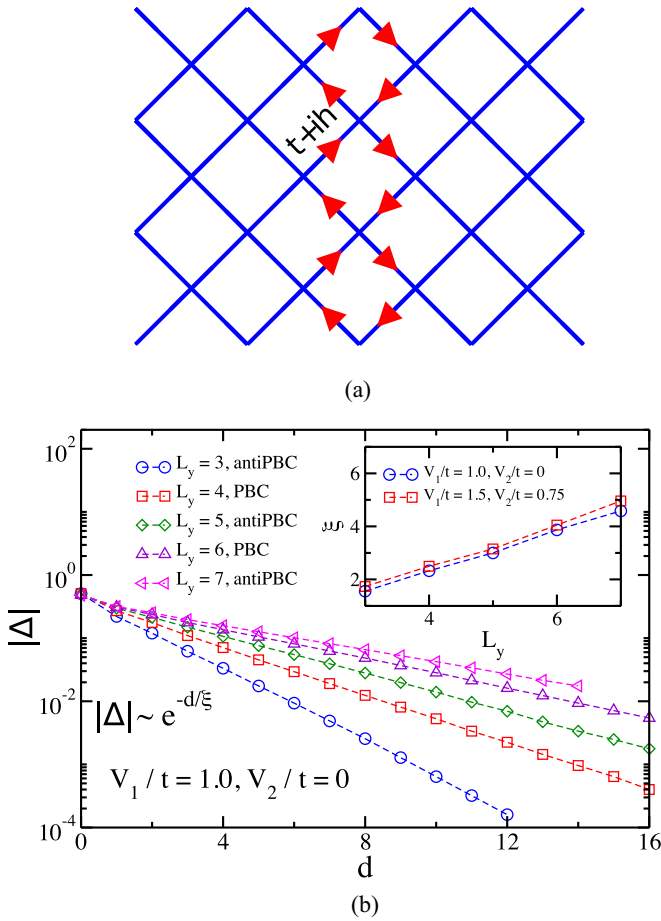 t+ih
(a)
10^2
10^0
10^-2
10^-4
|Δ|
L_y = 3, antiPBC
L_y = 4, PBC
L_y = 5, antiPBC
L_y = 6, PBC
L_y = 7, antiPBC
V_1/t = 1.0, V_2/t = 0
V_1/t = 1.5, V_2/t = 0.75
6
4
2
ξ
4
6
L_y
|Δ| ~ e^-d/ξ
V_1 / t = 1.0, V_2 / t = 0
0
4
8
12
16
d
(b)